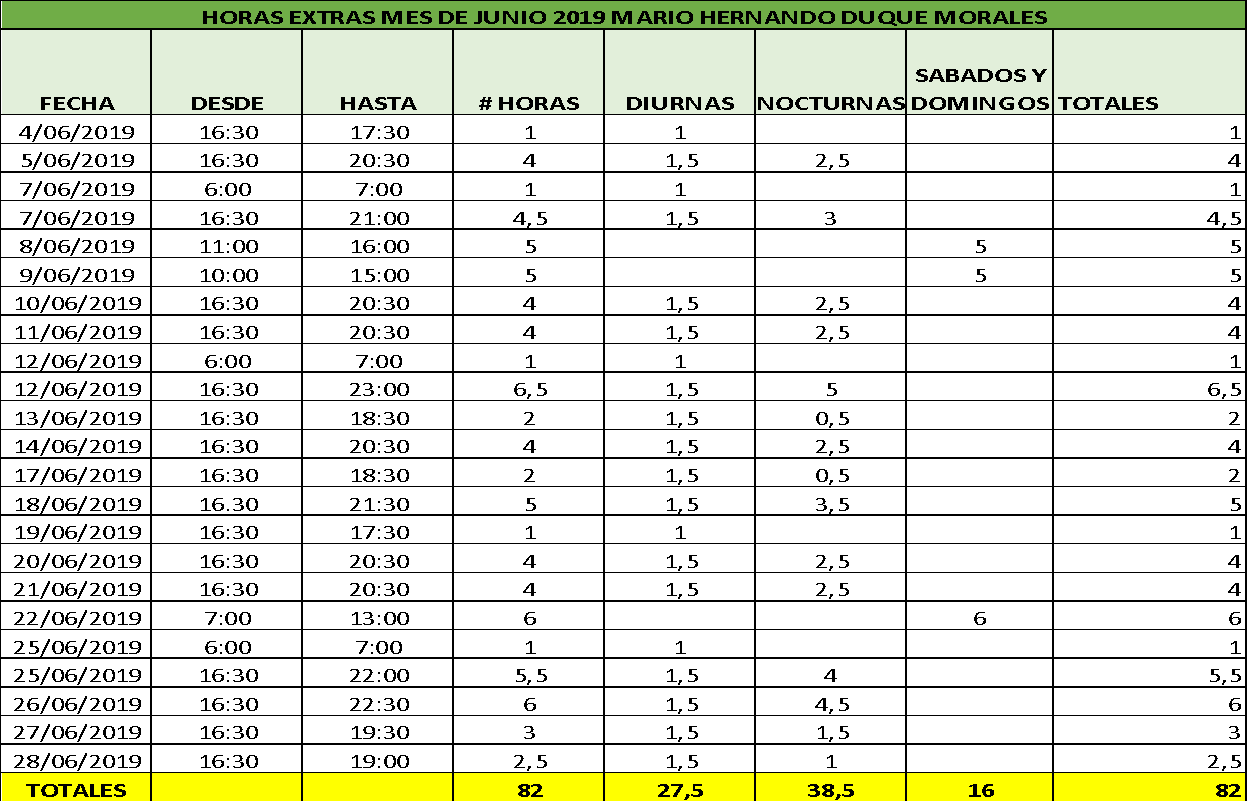 HORAS EXTRAS MES DE JUNIO 2019 MARIO HERNANDO DUQUE MORALES
FECHA DESDE HASTA # HORAS DIURNAS NOCTURNAS SABADOS Y DOMINGOS TOTALES
4/06/2019 16:30 17:30 1 1 1
5/06/2019 16:30 20:30 4 1,5 2,5 4
7/06/2019 6:00 7:00 1 1 1
7/06/2019 16:30 21:00 4,5 1,5 3 4,5
8/06/2019 11:00 16:00 5 5 5
9/06/2019 10:00 15:00 5 5 5
10/06/2019 16:30 20:30 4 1,5 2,5 4
11/06/2019 16:30 20:30 4 1,5 2,5 4
12/06/2019 6:00 7:00 1 1 1
12/06/2019 16:30 23:00 6,5 1,5 5 6,5
13/06/2019 16:30 18:30 2 1,5 0,5 2
14/06/2019 16:30 20:30 4 1,5 2,5 4
17/06/2019 16:30 18:30 2 1,5 0,5 2
18/06/2019 16.30 21:30 5 1,5 3,5 5
19/06/2019 16:30 17:30 1 1 1
20/06/2019 16:30 20:30 4 1,5 2,5 4
21/06/2019 16:30 20:30 4 1,5 2,5 4
22/06/2019 7:00 13:00 6 6 6
25/06/2019 6:00 7:00 1 1 1
25/06/2019 16:30 22:00 5,5 1,5 4 5,5
26/06/2019 16:30 22:30 6 1,5 4,5 6
27/06/2019 16:30 19:30 3 1,5 1,5 3
28/06/2019 16:30 19:00 2,5 1,5 1 2,5
TOTALES 82 27,5 38,5 16 82